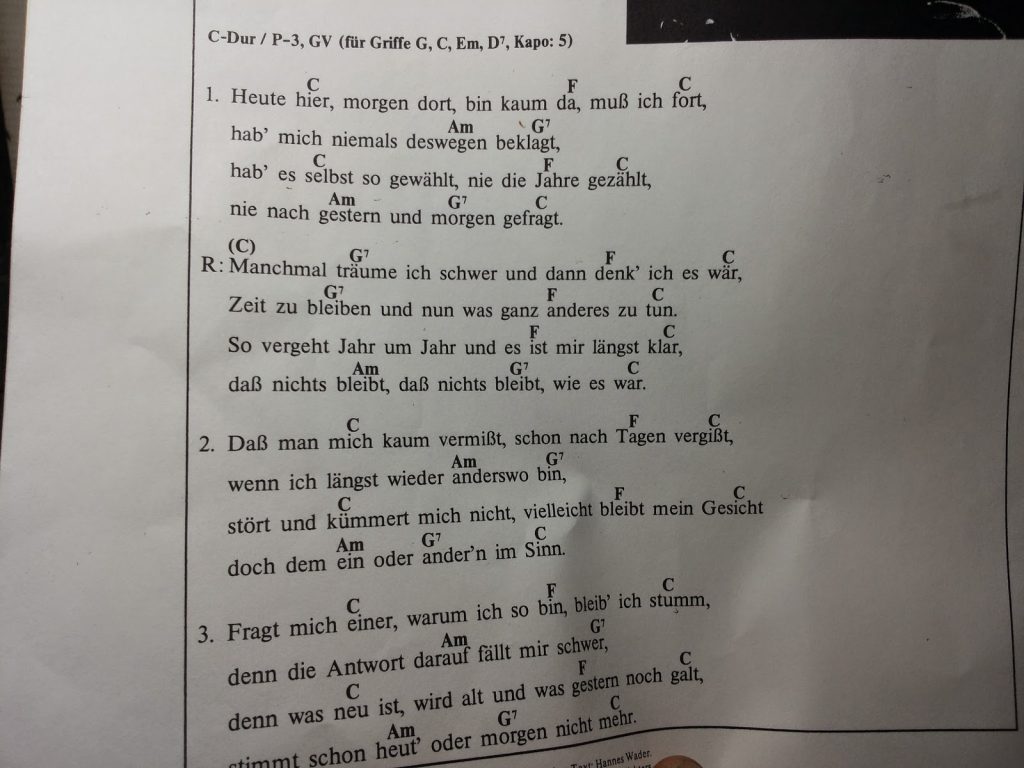 C-Dur / P-3, GV (für Griffe G, C, Em, D⁷, Kapo: 5)
C F C
1. Heute hier, morgen dort, bin kaum da, muß ich fort,
Am G⁷
hab' mich niemals deswegen beklagt,
C F C
hab' es selbst so gewählt, nie die Jahre gezählt,
Am G⁷ C
nie nach gestern und morgen gefragt.
(C) G⁷ F C
R: Manchmal träume ich schwer und dann denk' ich es wär,
G⁷ F C
Zeit zu bleiben und nun was ganz anderes zu tun.
F C
So vergeht Jahr um Jahr und es ist mir längst klar,
Am G⁷ C
daß nichts bleibt, daß nichts bleibt, wie es war.
C F C
2. Daß man mich kaum vermißt, schon nach Tagen vergißt,
Am G⁷
wenn ich längst wieder anderswo bin,
C F C
stört und kümmert mich nicht, vielleicht bleibt mein Gesicht
Am G⁷ C
doch dem ein oder ander'n im Sinn.
C F C
3. Fragt mich einer, warum ich so bin, bleib' ich stumm,
Am G⁷
denn die Antwort darauf fällt mir schwer,
C F C
denn was neu ist, wird alt und was gestern noch galt,
Am G⁷ C
stimmt schon heut' oder morgen nicht mehr.
Text: Hannes Wader.